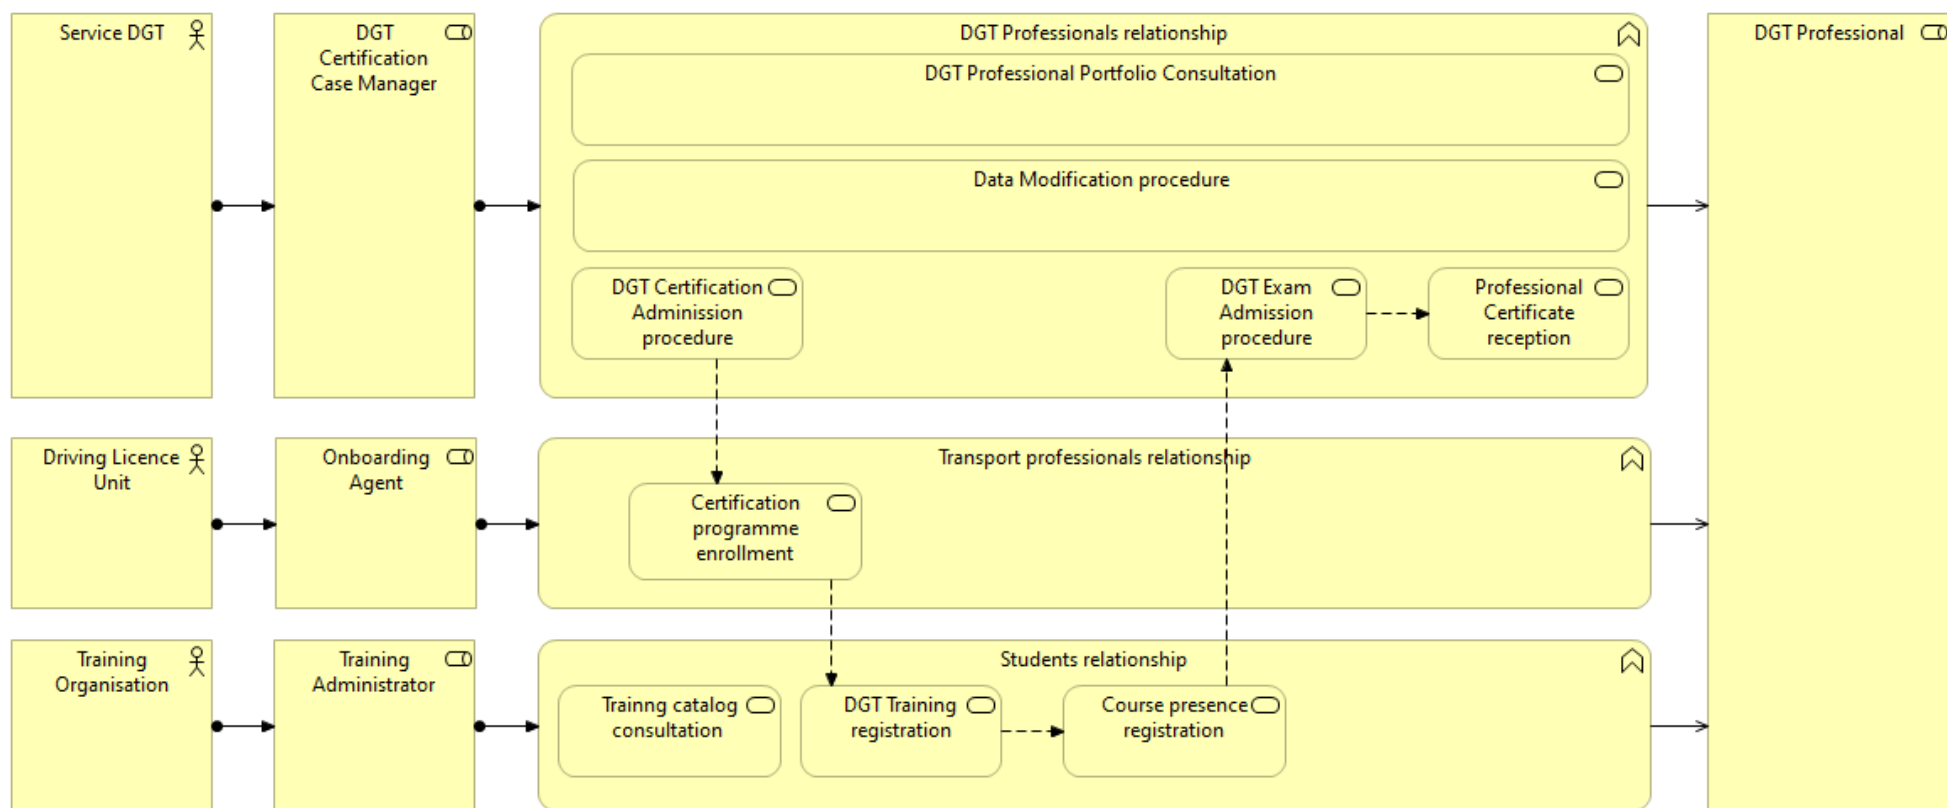 Service DGT
DGT
Certification
Case Manager
DGT Professionals relationship
DGT Professional
DGT Professional Portfolio Consultation
Data Modification procedure
DGT Certification
Adminission
procedure
DGT Exam
Admission
procedure
Professional
Certificate
reception
Driving Licence
Unit
Onboarding
Agent
Transport professionals relationship
Certification
programme
enrollment
Training
Organisation
Training
Administrator
Students relationship
Trainng catalog
consultation
DGT Training
registration
Course presence
registration